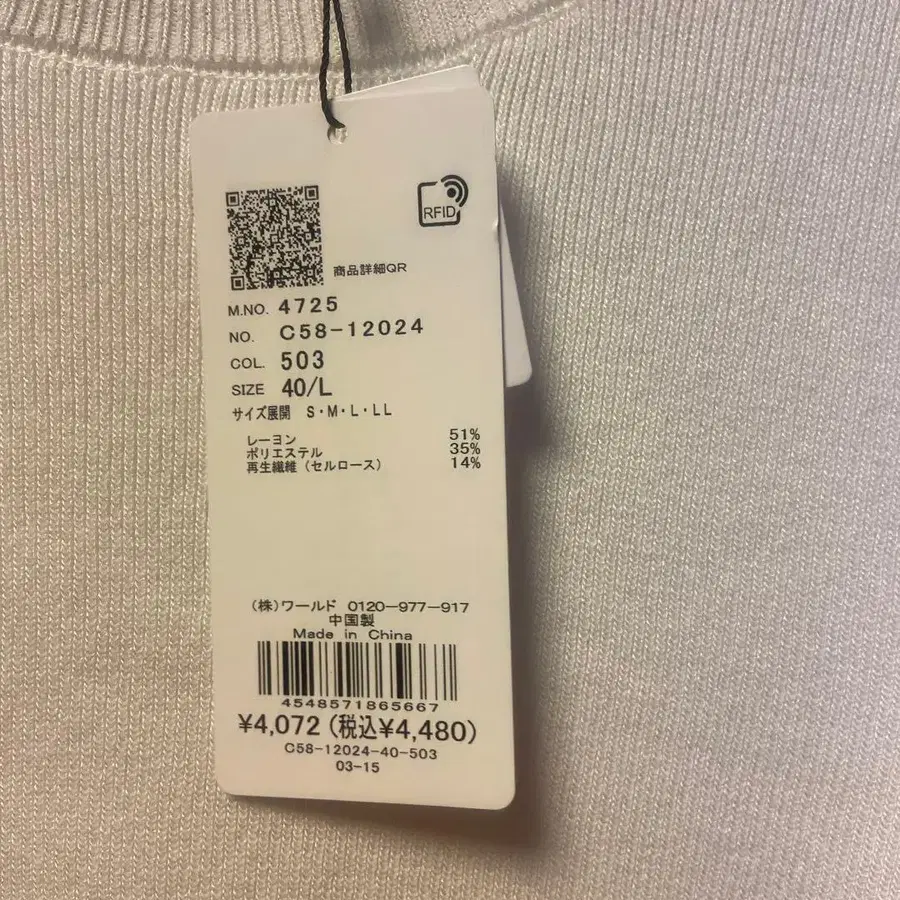 RFID
商品詳細QR
M.NO. 4725
NO. C58-12024
COL. 503
SIZE 40/L
サイズ展開 S・M・L・LL
レーヨン 51%
ポリエステル 35%
再生繊維(セルロース) 14%
(株)ワールド 0120-977-917
中国製
Made in China
4548571865667
¥4,072(税込¥4,480)
C58-12024-40-503
03-15